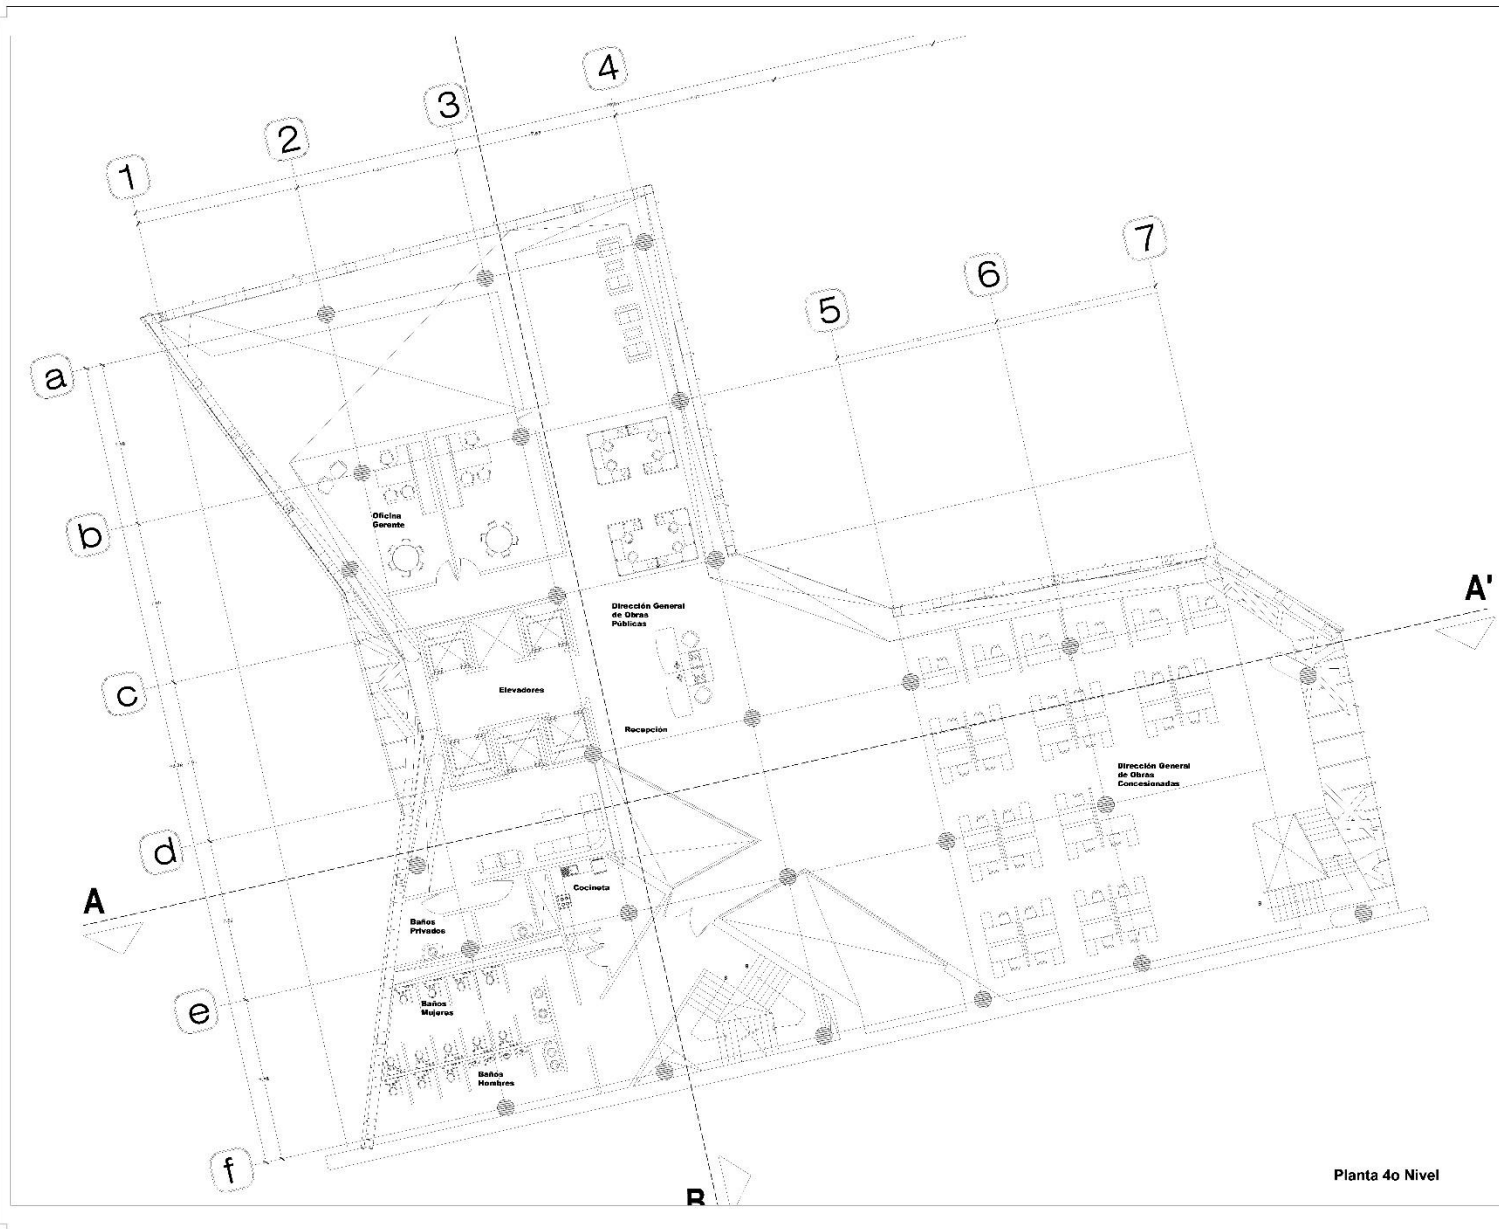 4
3
2
1
7
6
5
a
b
Oficina
Gerente
A'
Dirección General
de Obras
Públicas
c
Elevadores
Recepción
Dirección General
de Obras
Concesionadas
d
Cocineta
A
Baños
Privados
e
Baños
Mujeres
Baños
Hombres
f
Planta 4o Nivel
B